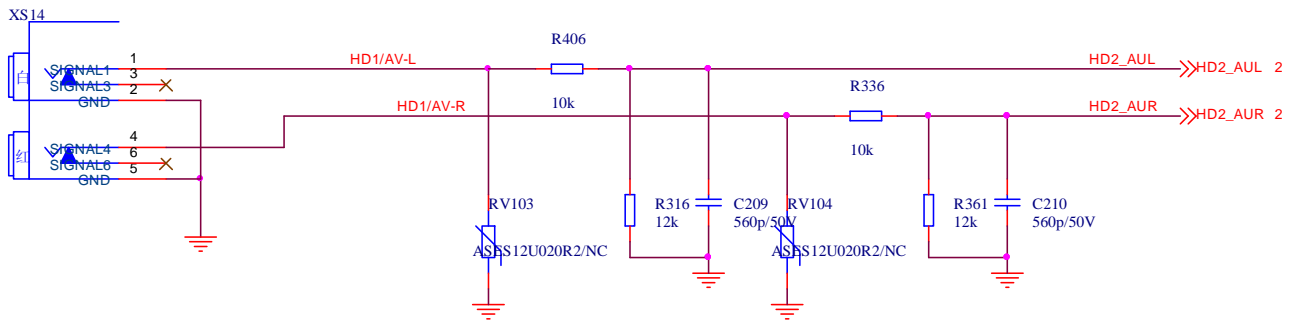 XS14
白
SIGNAL1 1
SIGNAL3 3
GND 2
红
SIGNAL4 4
SIGNAL6 6
GND 5
HD1/AV-L
HD1/AV-R
R406
10k
R336
10k
HD2_AUL
HD2_AUL 2
HD2_AUR
HD2_AUR 2
RV103
ASES12U020R2/NC
R316
12k
C209
560p/50V
RV104
ASES12U020R2/NC
R361
12k
C210
560p/50V